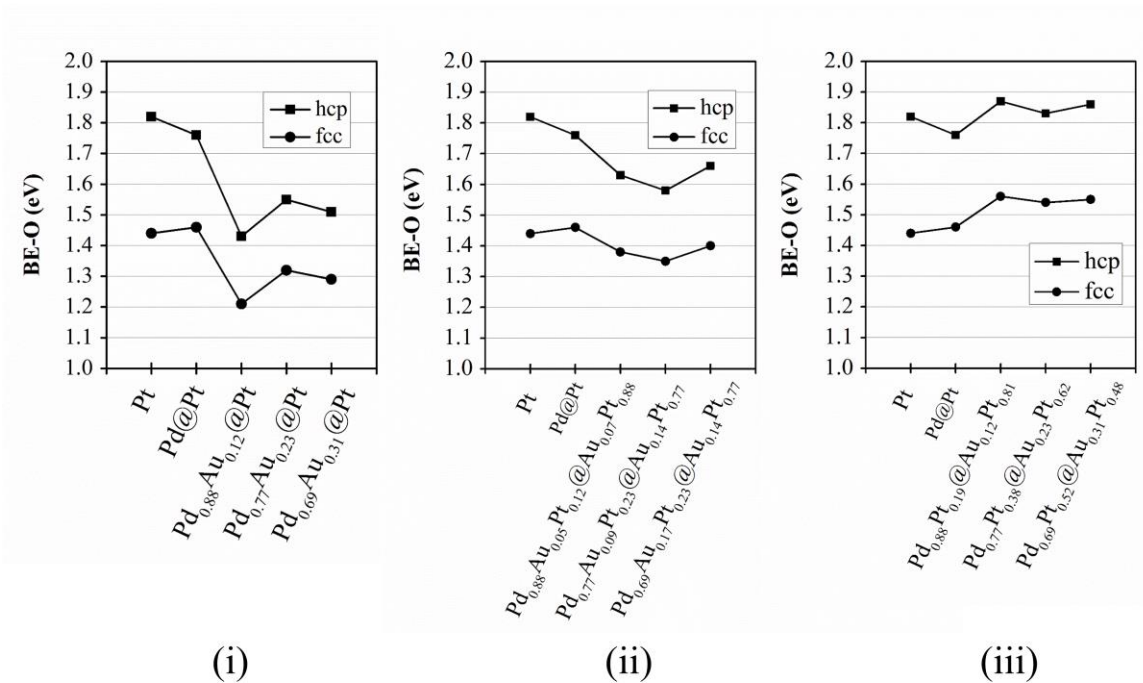 BE-O (eV)
2.0
1.9
1.8
1.7
1.6
1.5
1.4
1.3
1.2
1.1
1.0
hcp
fcc
Pt
Pd@Pt
Pd0.88Au0.12@Pt
Pd0.77Au0.23@Pt
Pd0.69Au0.31@Pt
(i)
BE-O (eV)
2.0
1.9
1.8
1.7
1.6
1.5
1.4
1.3
1.2
1.1
1.0
hcp
fcc
Pt
Pd@Pt
Pd0.88Au0.05Pt0.12@Au0.07Pt0.88
Pd0.77Au0.09Pt0.23@Au0.14Pt0.77
Pd0.69Au0.17Pt0.23@Au0.14Pt0.77
(ii)
BE-O (eV)
2.0
1.9
1.8
1.7
1.6
1.5
1.4
1.3
1.2
1.1
1.0
hcp
fcc
Pt
Pd@Pt
Pd0.88Pt0.19@Au0.12Pt0.81
Pd0.77Pt0.38@Au0.23Pt0.62
Pd0.69Pt0.52@Au0.31Pt0.48
(iii)